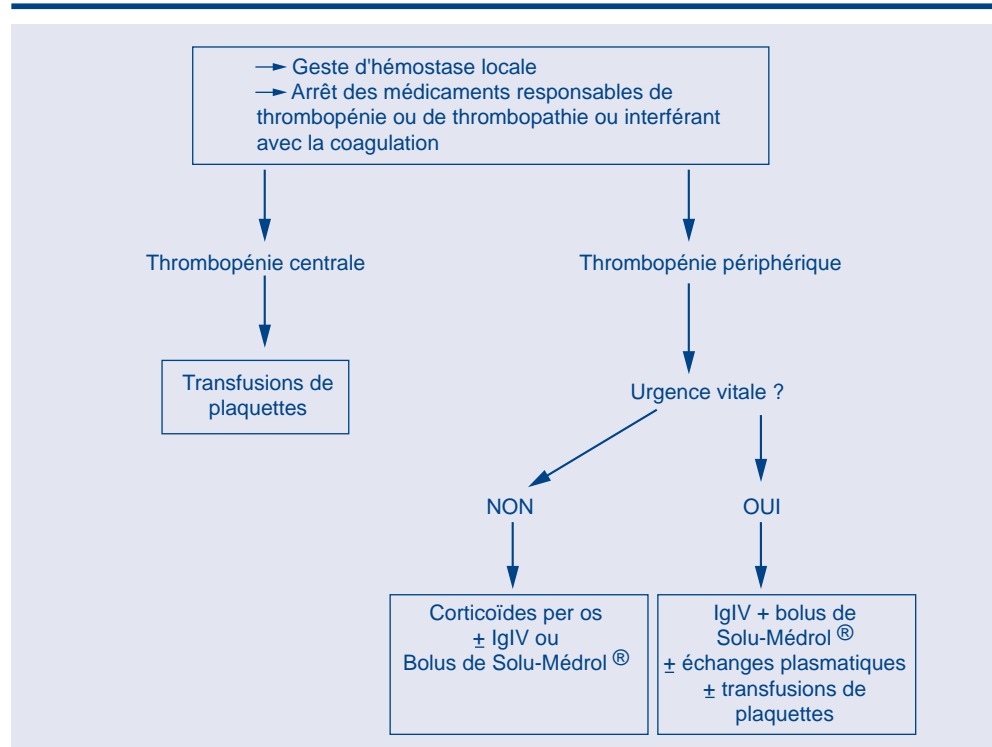 → Geste d'hémostase locale
→ Arrêt des médicaments responsables de
thrombopénie ou de thrombopathie ou interférant
avec la coagulation
Thrombopénie centrale
Thrombopénie périphérique
Transfusions de
plaquettes
Urgence vitale ?
NON
OUI
Corticoïdes per os
± IgIV ou
Bolus de Solu-Médrol ®
IgIV + bolus de
Solu-Médrol ®
± échanges plasmatiques
± transfusions de
plaquettes